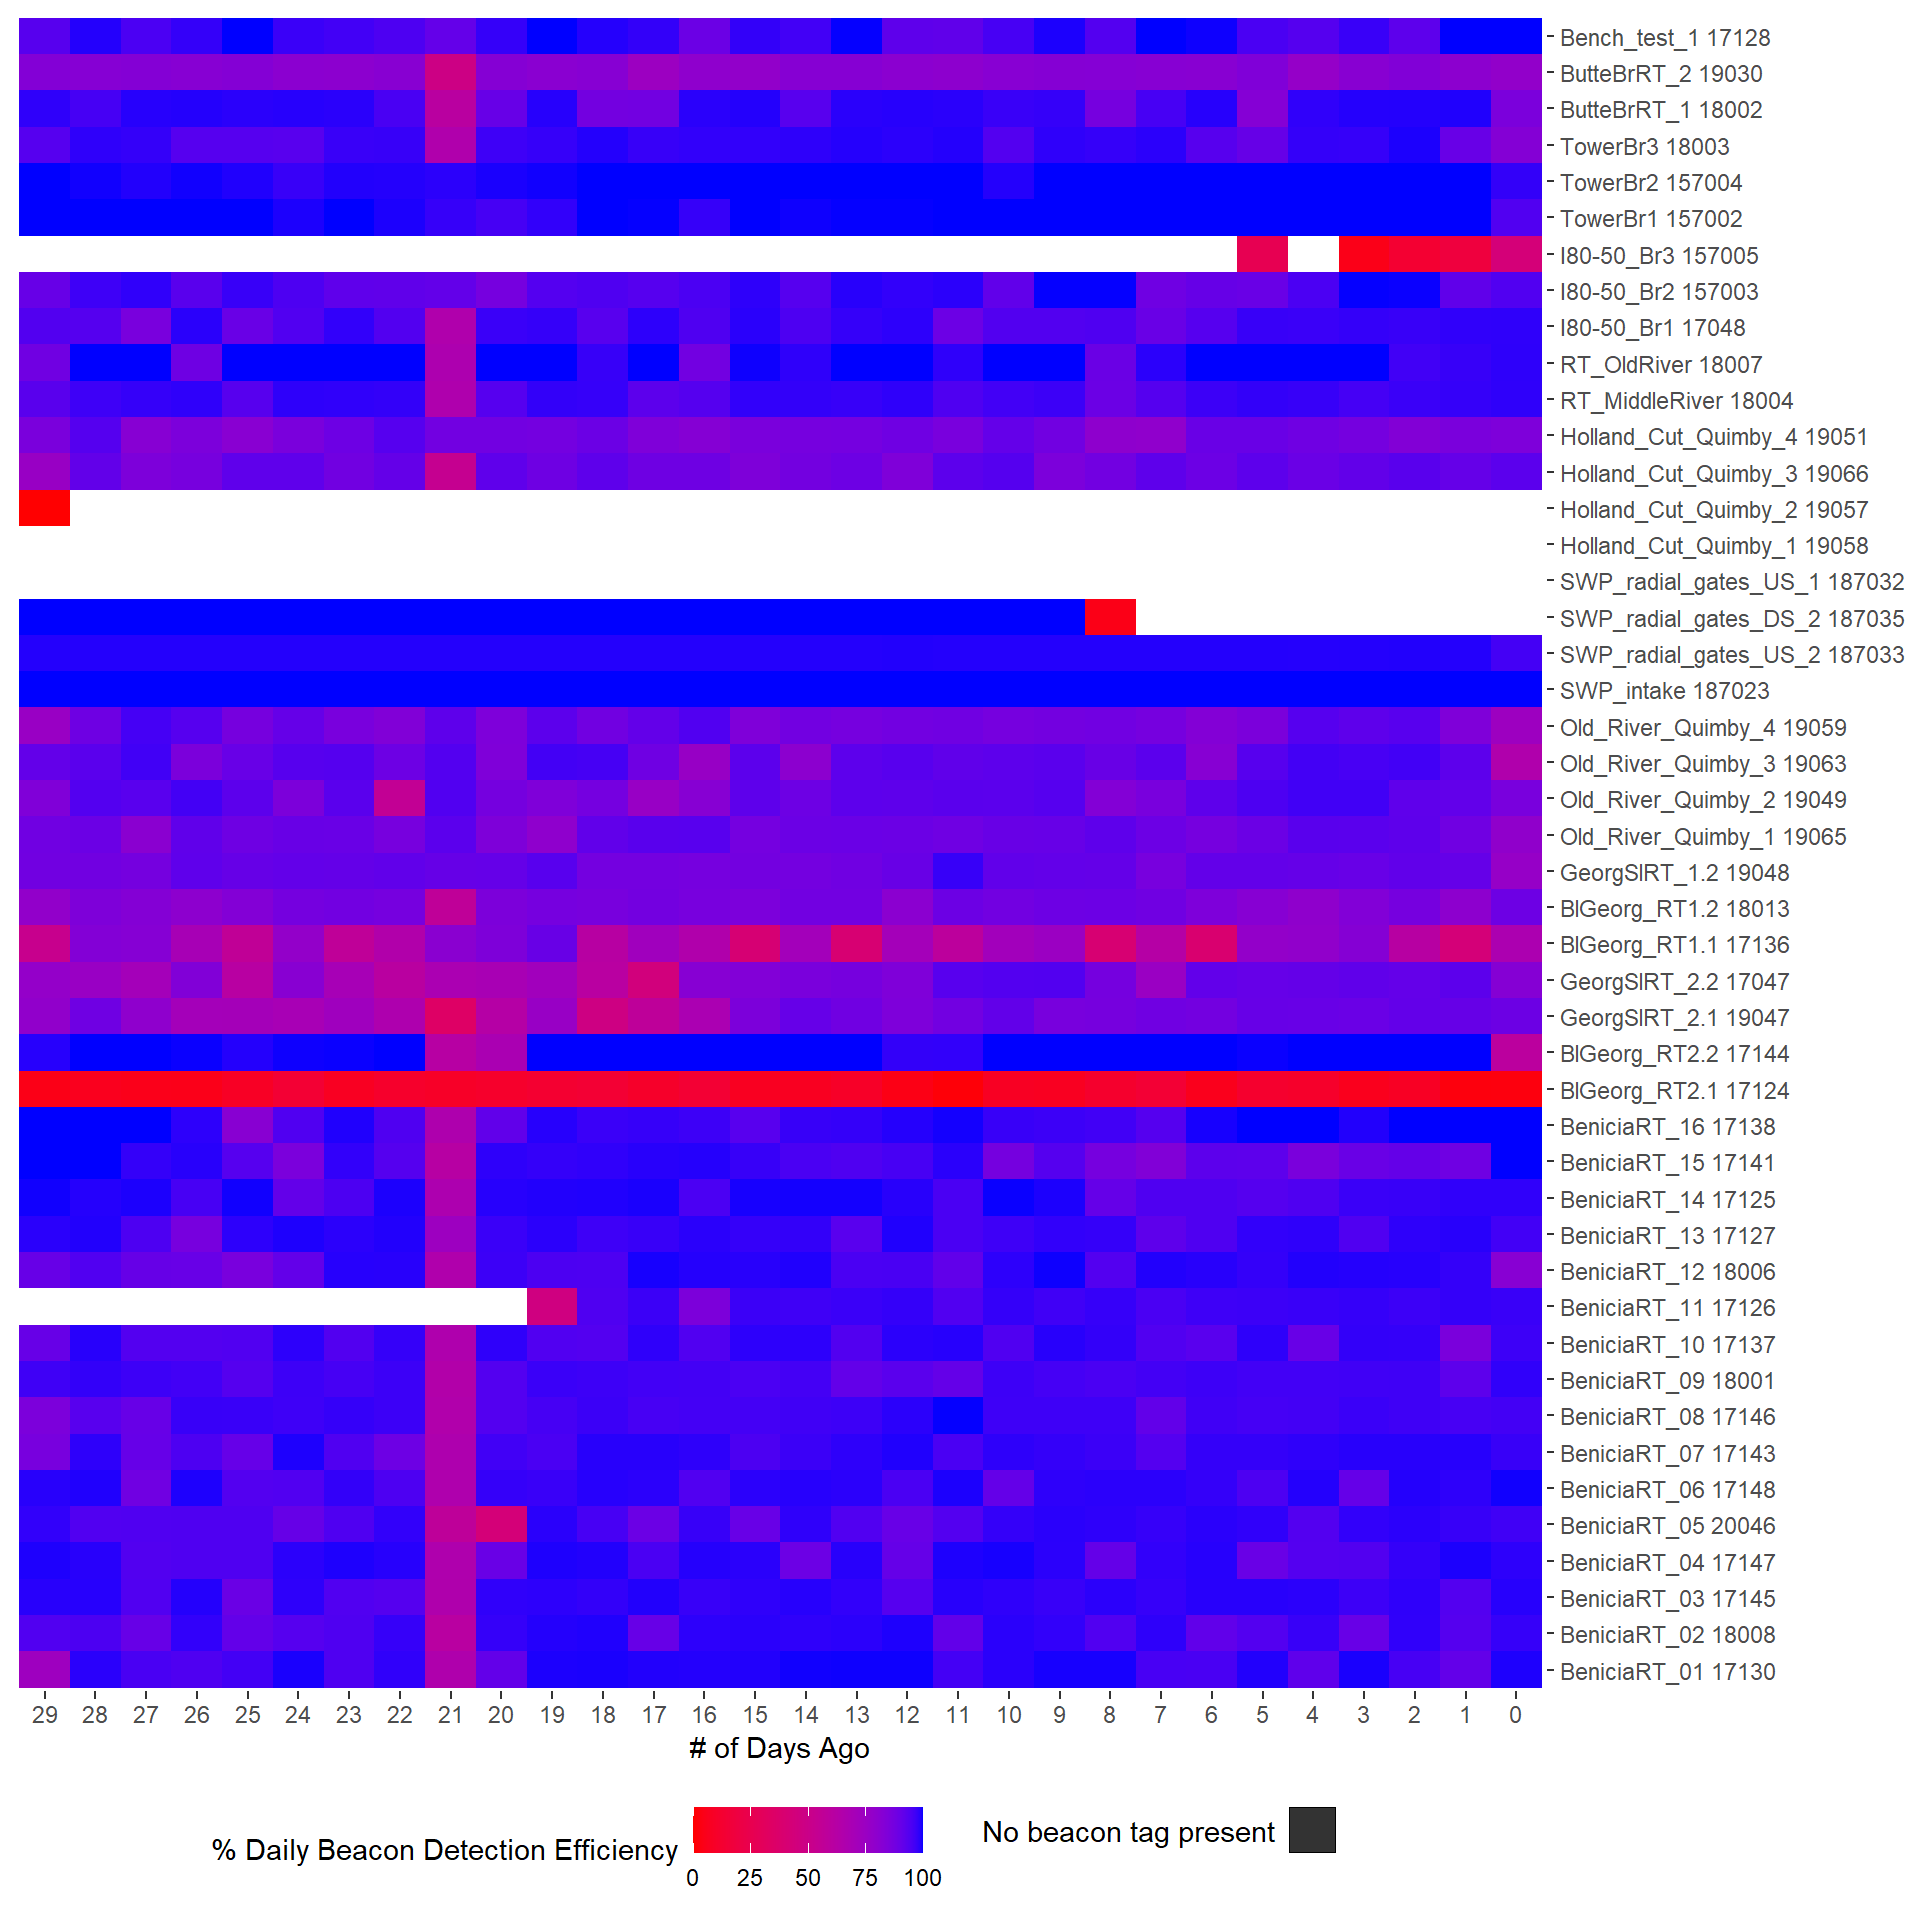 Bench_test_1 17128
ButteBrRT_2 19030
ButteBrRT_1 18002
TowerBr3 18003
TowerBr2 157004
TowerBr1 157002
I80-50_Br3 157005
I80-50_Br2 157003
I80-50_Br1 17048
RT_OldRiver 18007
RT_MiddleRiver 18004
Holland_Cut_Quimby_4 19051
Holland_Cut_Quimby_3 19066
Holland_Cut_Quimby_2 19057
Holland_Cut_Quimby_1 19058
SWP_radial_gates_US_1 187032
SWP_radial_gates_DS_2 187035
SWP_radial_gates_US_2 187033
SWP_intake 187023
Old_River_Quimby_4 19059
Old_River_Quimby_3 19063
Old_River_Quimby_2 19049
Old_River_Quimby_1 19065
GeorgSlRT_1.2 19048
BlGeorg_RT1.2 18013
BlGeorg_RT1.1 17136
GeorgSlRT_2.2 17047
GeorgSlRT_2.1 19047
BlGeorg_RT2.2 17144
BlGeorg_RT2.1 17124
BeniciaRT_16 17138
BeniciaRT_15 17141
BeniciaRT_14 17125
BeniciaRT_13 17127
BeniciaRT_12 18006
BeniciaRT_11 17126
BeniciaRT_10 17137
BeniciaRT_09 18001
BeniciaRT_08 17146
BeniciaRT_07 17143
BeniciaRT_06 17148
BeniciaRT_05 20046
BeniciaRT_04 17147
BeniciaRT_03 17145
BeniciaRT_02 18008
BeniciaRT_01 17130
29 28 27 26 25 24 23 22 21 20 19 18 17 16 15 14 13 12 11 10 9 8 7 6 5 4 3 2 1 0
# of Days Ago
% Daily Beacon Detection Efficiency
0 25 50 75 100
No beacon tag present